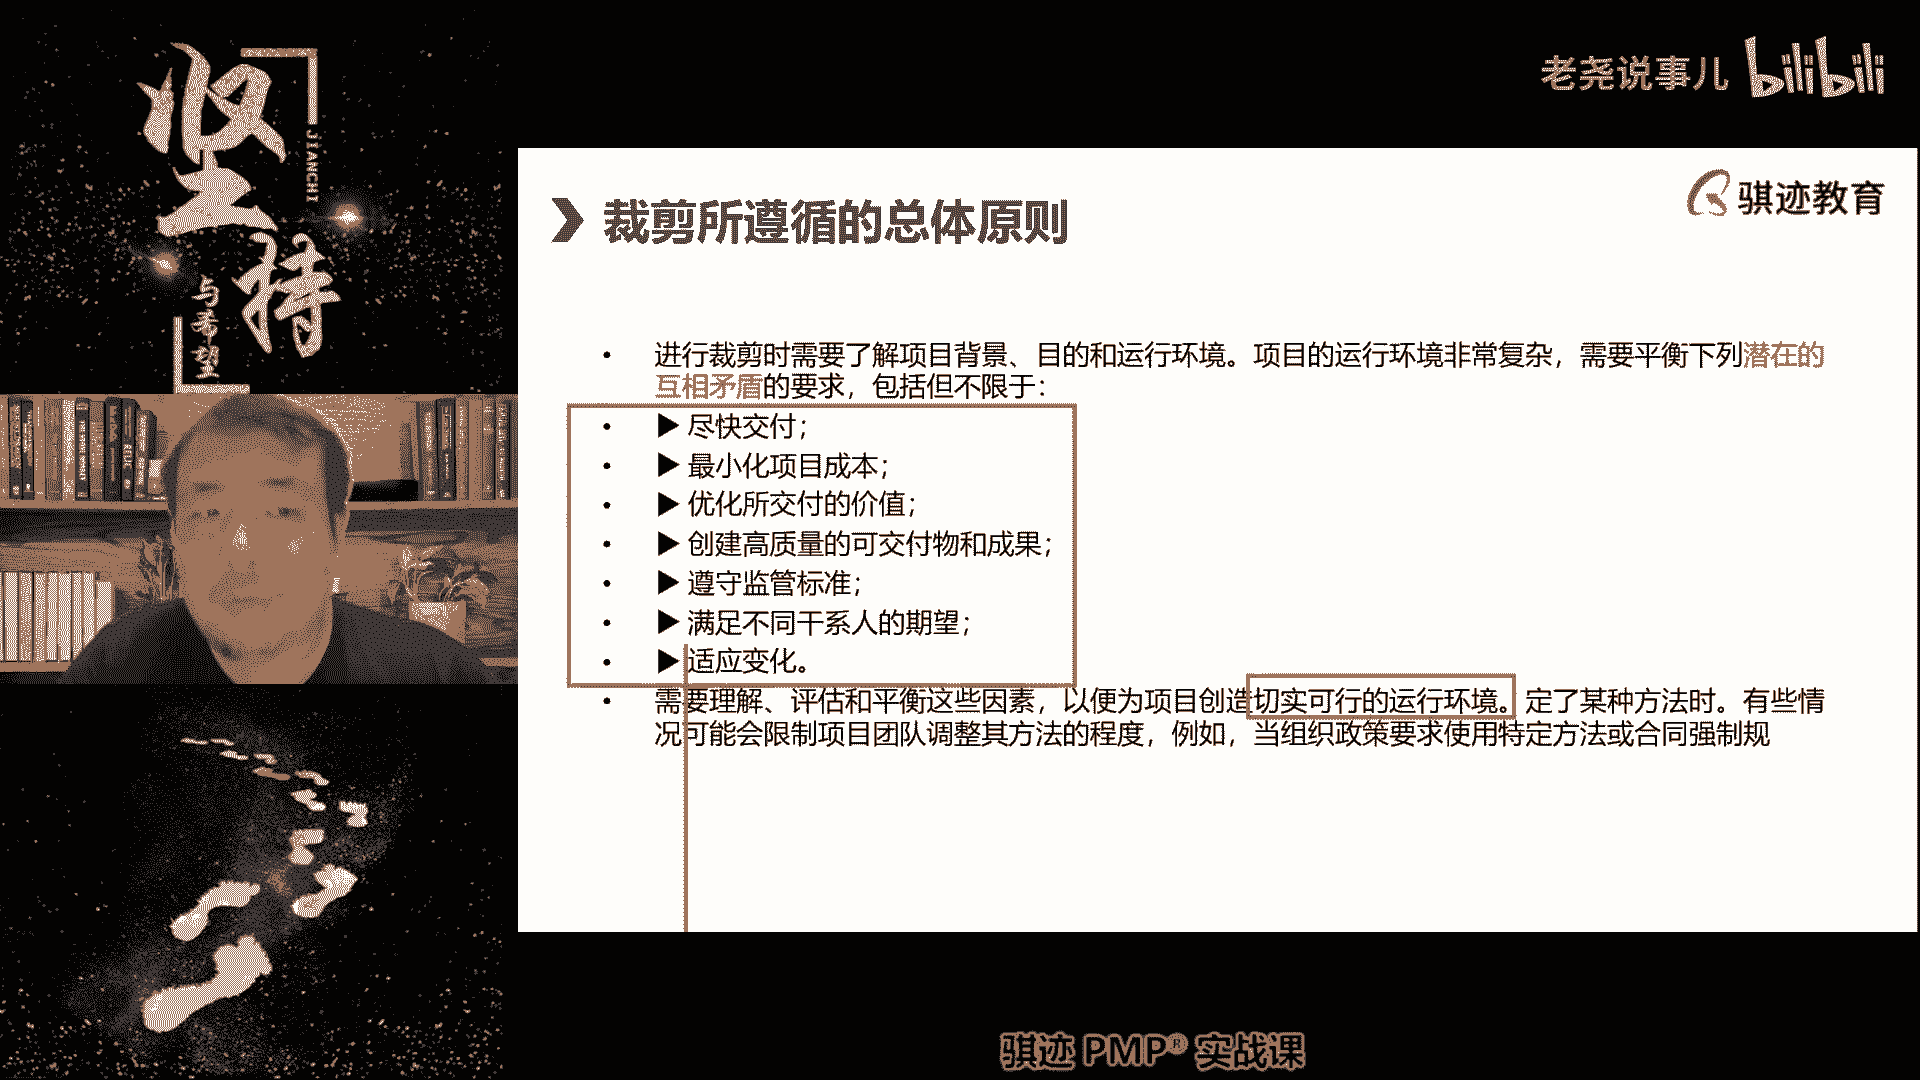 坚持
JIANCHI
与希望
老尧说事儿 bilibili
骐迹教育
裁剪所遵循的总体原则
• 进行裁剪时需要了解项目背景、目的和运行环境。项目的运行环境非常复杂，需要平衡下列潜在的
互相矛盾的要求，包括但不限于：
• ▶ 尽快交付；
• ▶ 最小化项目成本；
• ▶ 优化所交付的价值；
• ▶ 创建高质量的可交付物和成果；
• ▶ 遵守监管标准；
• ▶ 满足不同干系人的期望；
• ▶ 适应变化。
• 需要理解、评估和平衡这些因素，以便为项目创造切实可行的运行环境。定了某种方法时。有些情
况可能会限制项目团队调整其方法的程度，例如，当组织政策要求使用特定方法或合同强制规
骐迹 PMP® 实战课